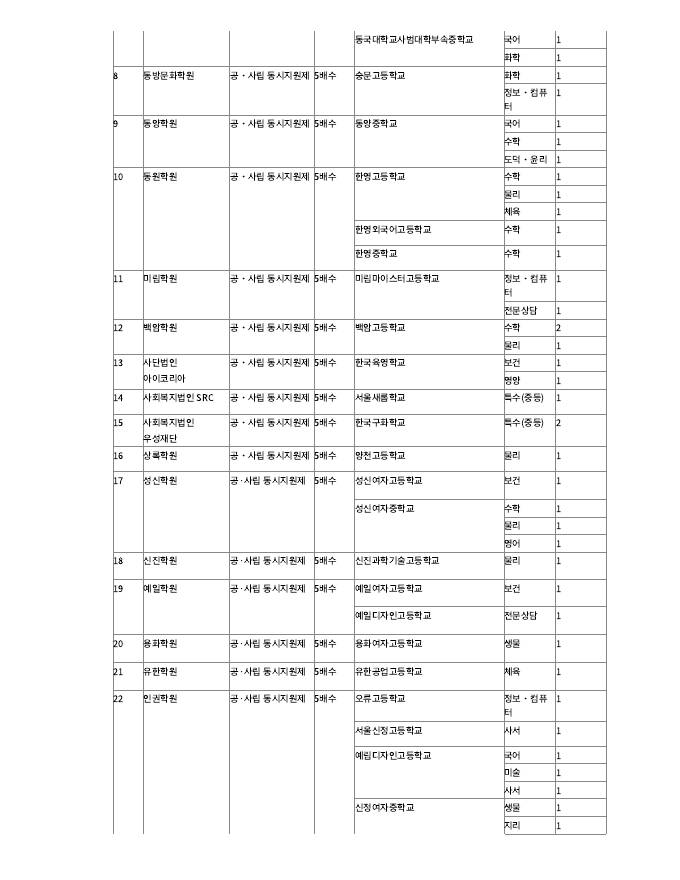 동국대학교사범대학부속중학교 국어 1
화학 1
8 동방문화학원 공・사립 동시지원제 5배수 숭문고등학교 화학 1
정보・컴퓨 1
터
9 동양학원 공・사립 동시지원제 5배수 동양중학교 국어 1
수학 1
도덕・윤리 1
10 동원학원 공・사립 동시지원제 5배수 한영고등학교 수학 1
물리 1
체육 1
한영외국어고등학교 수학 1
한영중학교 수학 1
11 미림학원 공・사립 동시지원제 5배수 미림마이스터고등학교 정보・컴퓨 1
터
전문상담 1
12 백암학원 공・사립 동시지원제 5배수 백암고등학교 수학 2
물리 1
13 사단법인 공・사립 동시지원제 5배수 한국육영학교 보건 1
아이코리아 영양 1
14 사회복지법인 SRC 공・사립 동시지원제 5배수 서울새롬학교 특수(중등) 1
15 사회복지법인 공・사립 동시지원제 5배수 한국구화학교 특수(중등) 2
우성재단
16 상록학원 공・사립 동시지원제 5배수 양천고등학교 물리 1
17 성신학원 공·사립 동시지원제 5배수 성신여자고등학교 보건 1
성신여자중학교 수학 1
물리 1
영어 1
18 신진학원 공·사립 동시지원제 5배수 신진과학기술고등학교 물리 1
19 예일학원 공·사립 동시지원제 5배수 예일여자고등학교 보건 1
예일디자인고등학교 전문상담 1
20 용화학원 공·사립 동시지원제 5배수 용화여자고등학교 생물 1
21 유한학원 공·사립 동시지원제 5배수 유한공업고등학교 체육 1
22 인권학원 공·사립 동시지원제 5배수 오류고등학교 정보・컴퓨 1
터
서울신정고등학교 사서 1
예림디자인고등학교 국어 1
미술 1
사서 1
신정여자중학교 생물 1
지리 1